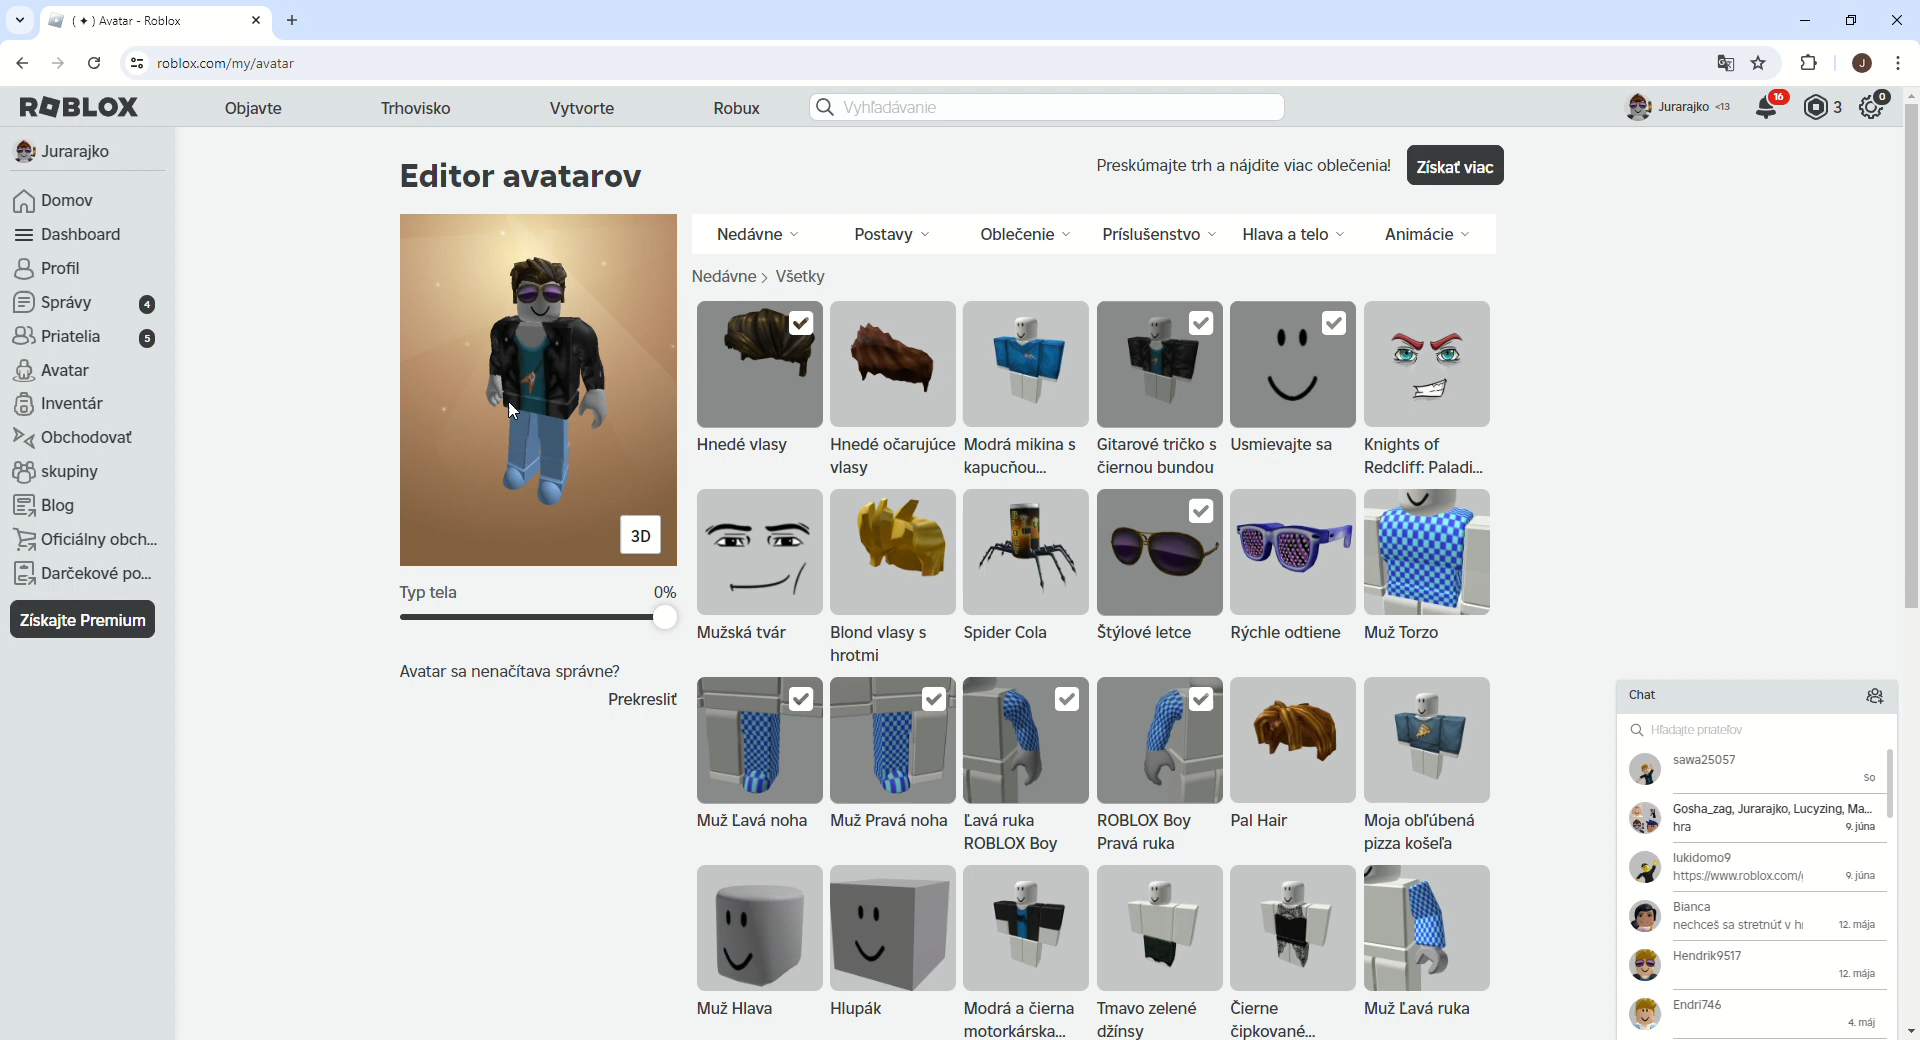 ( ✦ ) Avatar - Roblox
roblox.com/my/avatar
J
ROBLOX
Objavte
Trhovisko
Vytvorte
Robux
Vyhľadávanie
Jurarajko <13
16
3
0
Jurarajko
Domov
Dashboard
Profil
Správy 4
Priatelia 5
Avatar
Inventár
Obchodovať
skupiny
Blog
Oficiálny obch...
Darčekové po...
Získajte Premium
Editor avatarov
Preskúmajte trh a nájdite viac oblečenia!
Získať viac
3D
Typ tela 0%
Avatar sa nenačítava správne?
Prekresliť
Nedávne Postavy Oblečenie Príslušenstvo Hlava a telo Animácie
Nedávne > Všetky
Hnedé vlasy
Hnedé očarujúce
vlasy
Modrá mikina s
kapucňou...
Gitarové tričko s
čiernou bundou
Usmievajte sa
Knights of
Redcliff: Paladi...
Mužská tvár
Blond vlasy s
hrotmi
Spider Cola
Štýlové letce
Rýchle odtiene
Muž Torzo
Muž Ľavá noha
Muž Pravá noha
Ľavá ruka
ROBLOX Boy
ROBLOX Boy
Pravá ruka
Pal Hair
Moja obľúbená
pizza košeľa
Muž Hlava
Hlupák
Modrá a čierna
motorkárska...
Tmavo zelené
džínsy
Čierne
čipkované...
Muž Ľavá ruka
Chat
Hľadajte priateľov
sawa25057
so
Gosha_zag, Jurarajko, Lucyzing, Ma...
hra 9. júna
lukidomo9
https://www.roblox.com/ 9. júna
Bianca
nechceš sa stretnúť v h 12. mája
Hendrik9517
12. mája
Endri746
4. máj